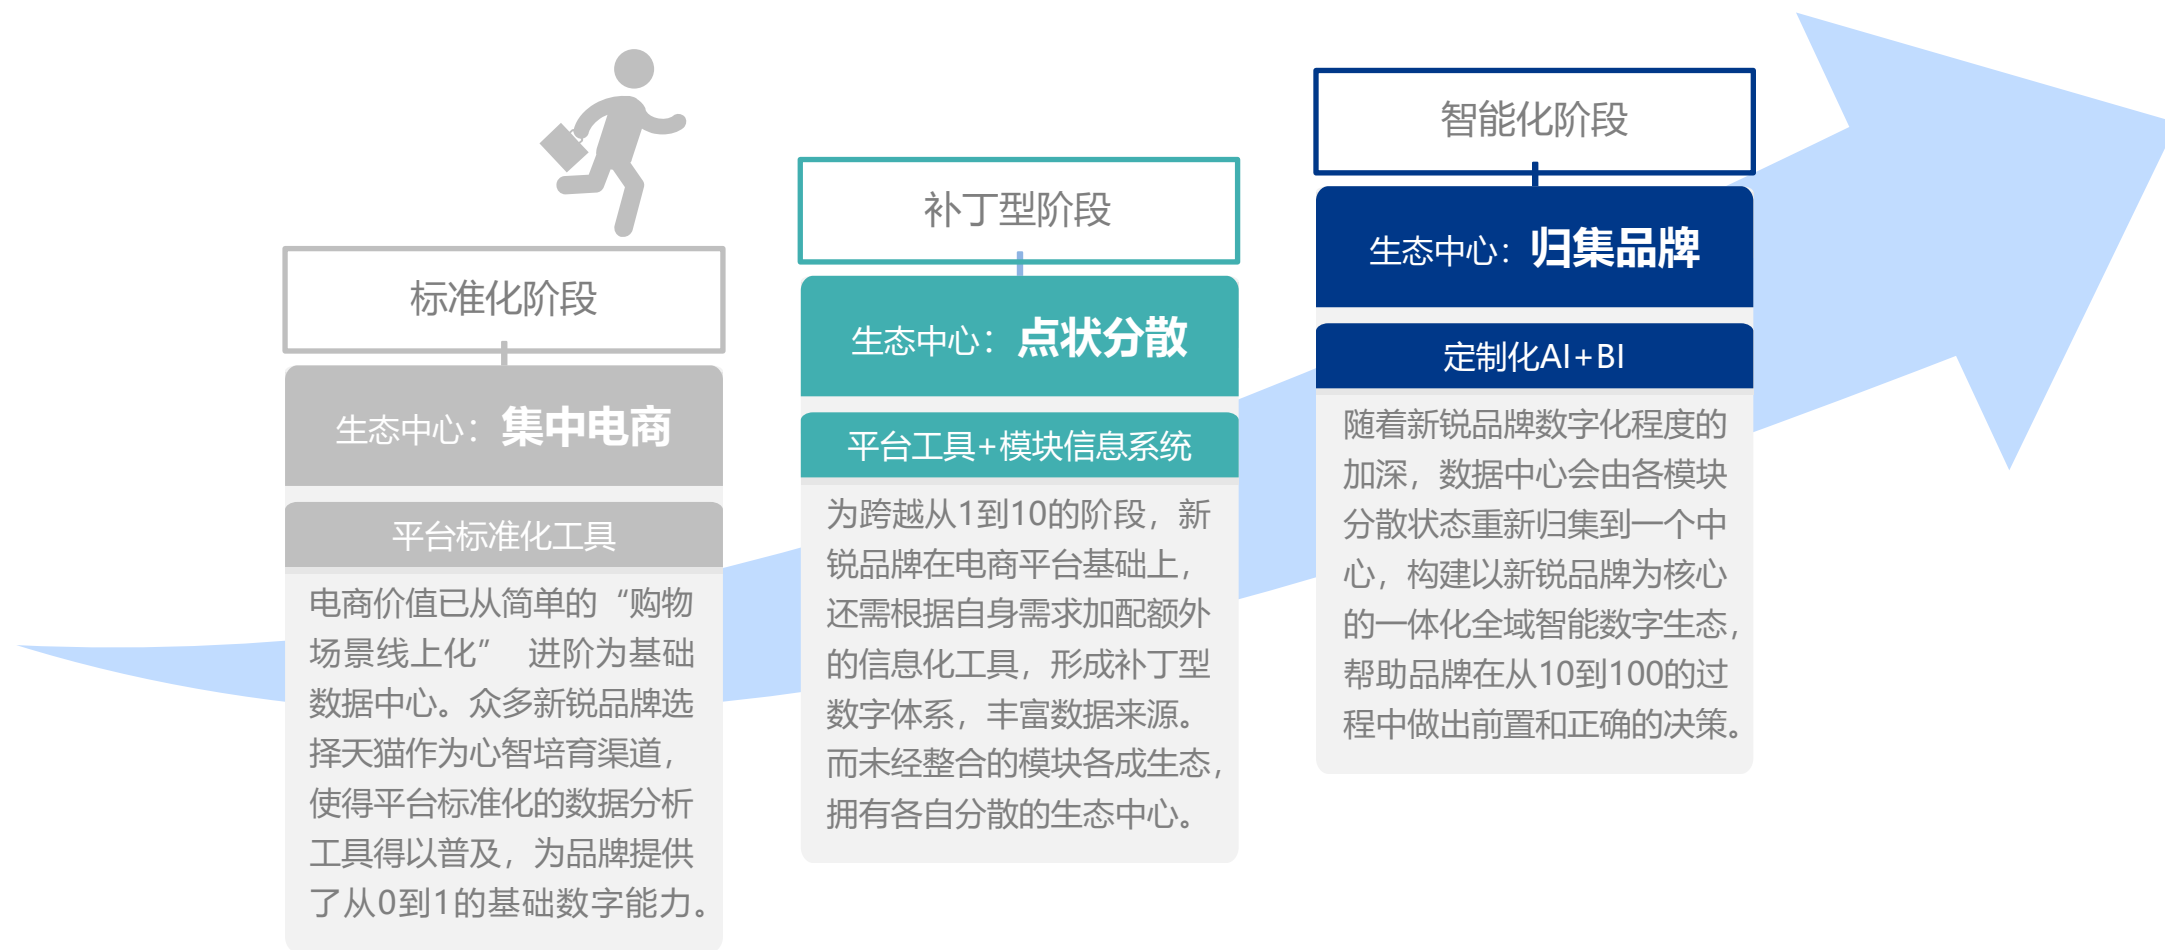 标准化阶段
生态中心：集中电商
平台标准化工具
电商价值已从简单的“购物
场景线上化” 进阶为基础
数据中心。众多新锐品牌选
择天猫作为心智培育渠道，
使得平台标准化的数据分析
工具得以普及，为品牌提供
了从0到1的基础数字能力。
补丁型阶段
生态中心：点状分散
平台工具+模块信息系统
为跨越从1到10的阶段，新
锐品牌在电商平台基础上，
还需根据自身需求加配额外
的信息化工具，形成补丁型
数字体系，丰富数据来源。
而未经整合的模块各成生态，
拥有各自分散的生态中心。
智能化阶段
生态中心：归集品牌
定制化AI+BI
随着新锐品牌数字化程度的
加深，数据中心会由各模块
分散状态重新归集到一个中
心，构建以新锐品牌为核心
的一体化全域智能数字生态，
帮助品牌在从10到100的过
程中做出前置和正确的决策。